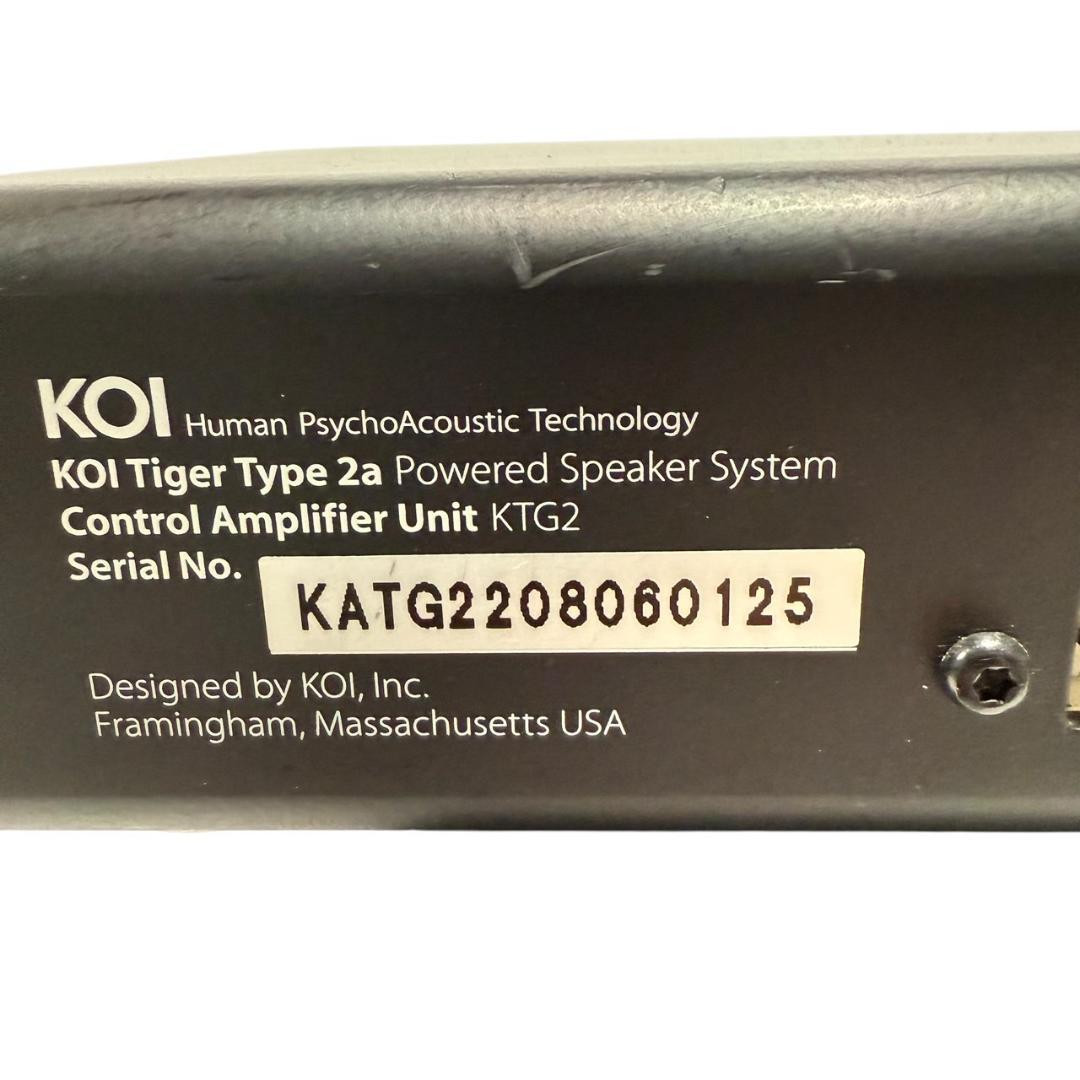 KOI Human PsychoAcoustic Technology
KOI Tiger Type 2a Powered Speaker System
Control Amplifier Unit KTG2
Serial No. KATG2208060125
Designed by KOI, Inc.
Framingham, Massachusetts USA